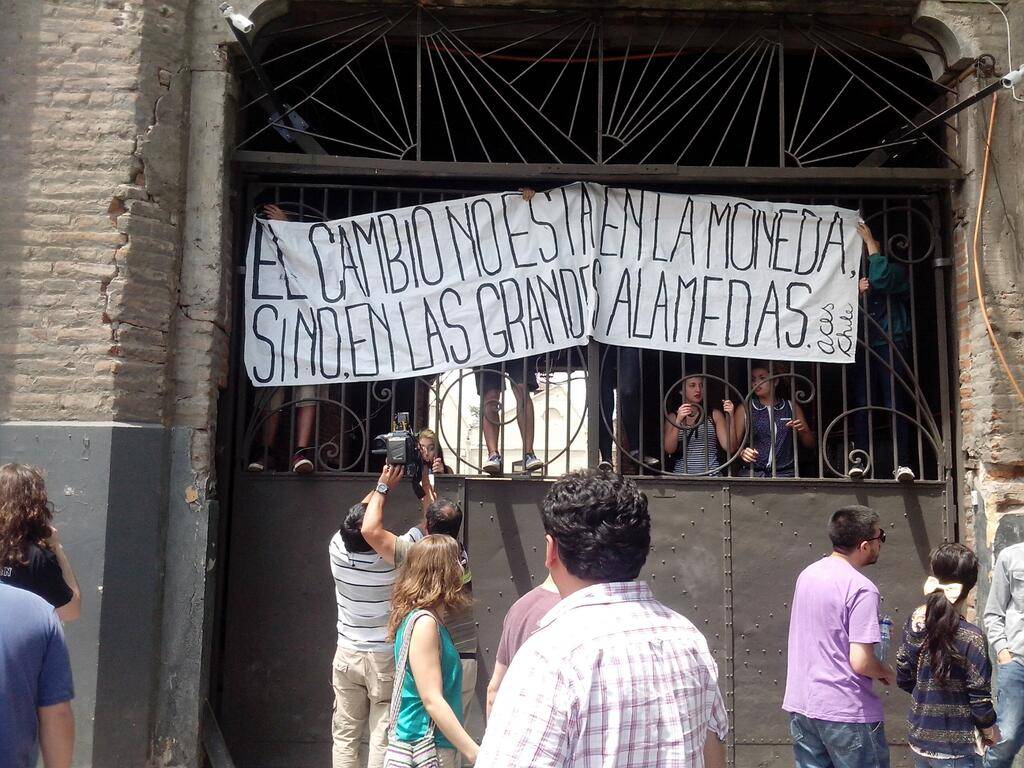 EL CAMBIO NO ESTA EN LA MONEDA,
SINO, EN LAS GRANDES ALAMEDAS.
aces
chile